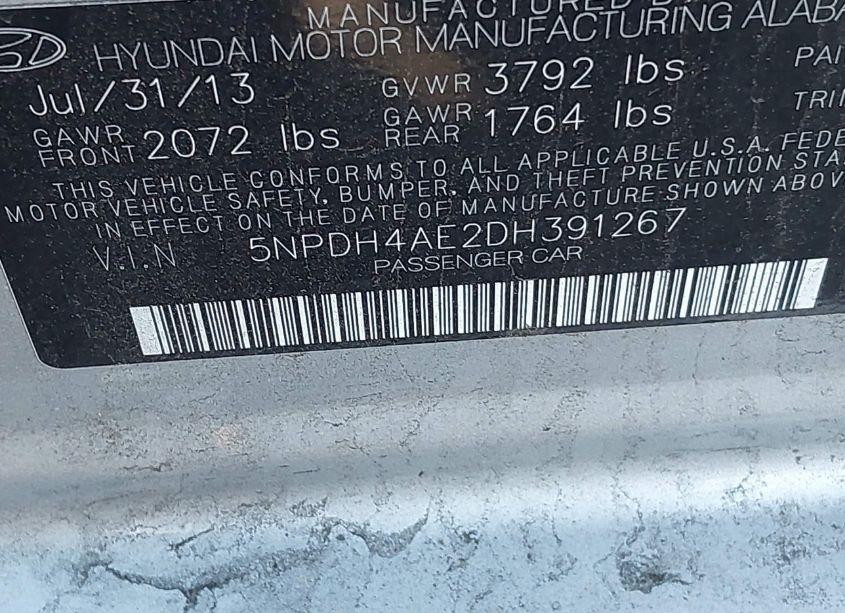 MANUFACTURED B
HYUNDAI MOTOR MANUFACTURING ALABA
Jul/31/13 GVWR 3792 lbs PAI
GAWR FRONT 2072 lbs GAWR REAR 1764 lbs TRI
THIS VEHICLE CONFORMS TO ALL APPLICABLE U.S.A. FEDE
MOTOR VEHICLE SAFETY, BUMPER, AND THEFT PREVENTION STA
IN EFFECT ON THE DATE OF MANUFACTURE SHOWN ABOV
V.I.N 5NPDH4AE2DH391267
PASSENGER CAR